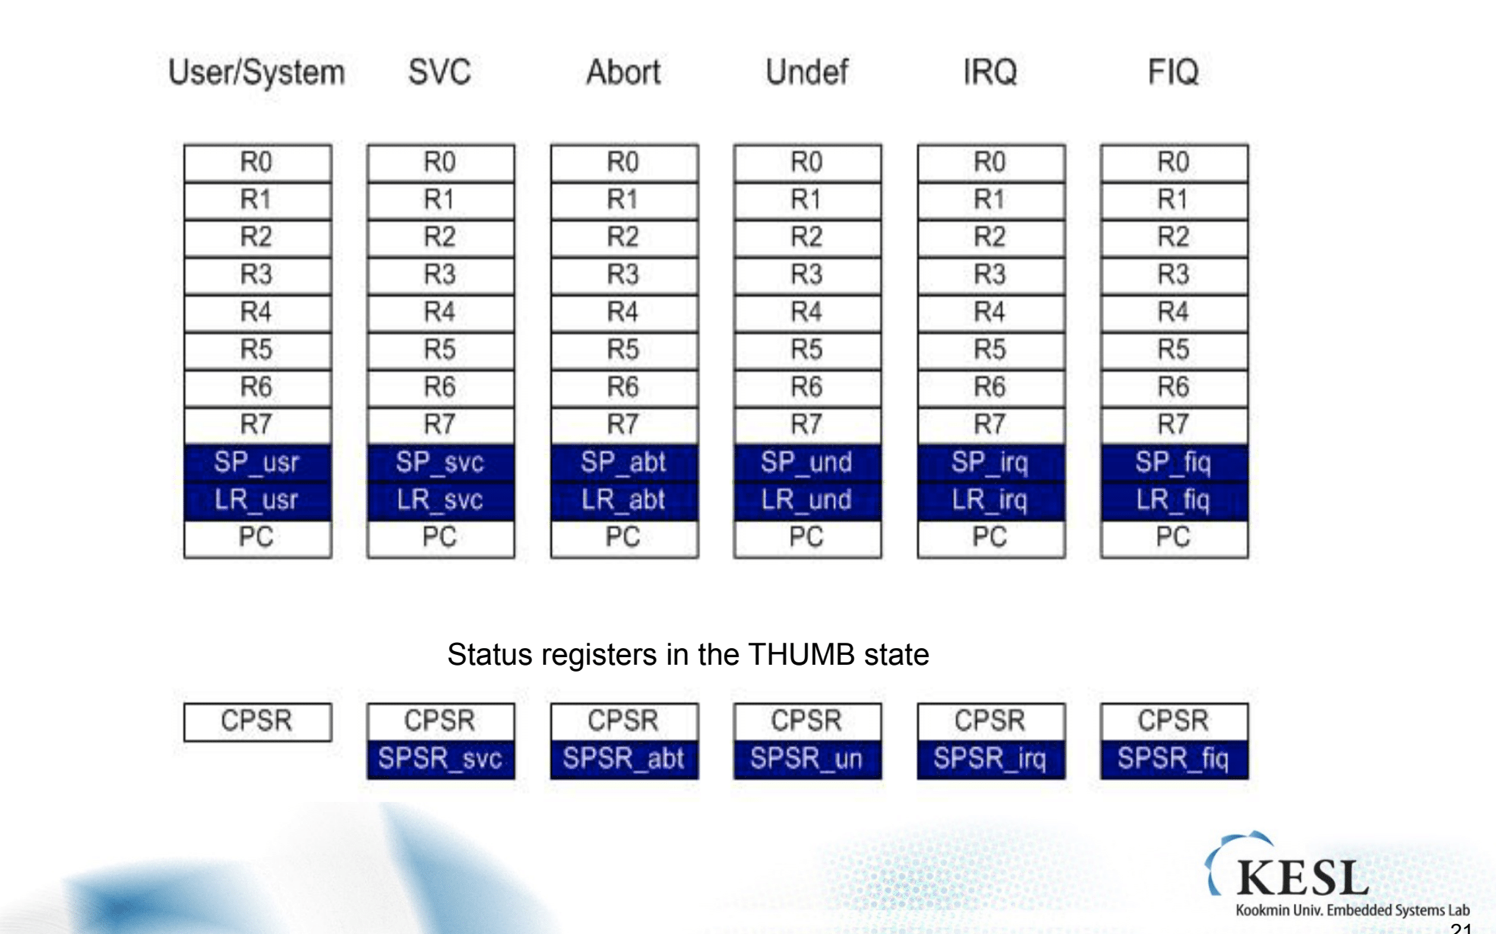 User/System SVC Abort Undef IRQ FIQ
R0 R0 R0 R0 R0 R0
R1 R1 R1 R1 R1 R1
R2 R2 R2 R2 R2 R2
R3 R3 R3 R3 R3 R3
R4 R4 R4 R4 R4 R4
R5 R5 R5 R5 R5 R5
R6 R6 R6 R6 R6 R6
R7 R7 R7 R7 R7 R7
SP_usr SP_svc SP_abt SP_und SP_irq SP_fiq
LR_usr LR_svc LR_abt LR_und LR_irq LR_fiq
PC PC PC PC PC PC
Status registers in the THUMB state
CPSR CPSR CPSR CPSR CPSR CPSR
SPSR_svc SPSR_abt SPSR_un SPSR_irq SPSR_fiq
KESL
Kookmin Univ. Embedded Systems Lab
21